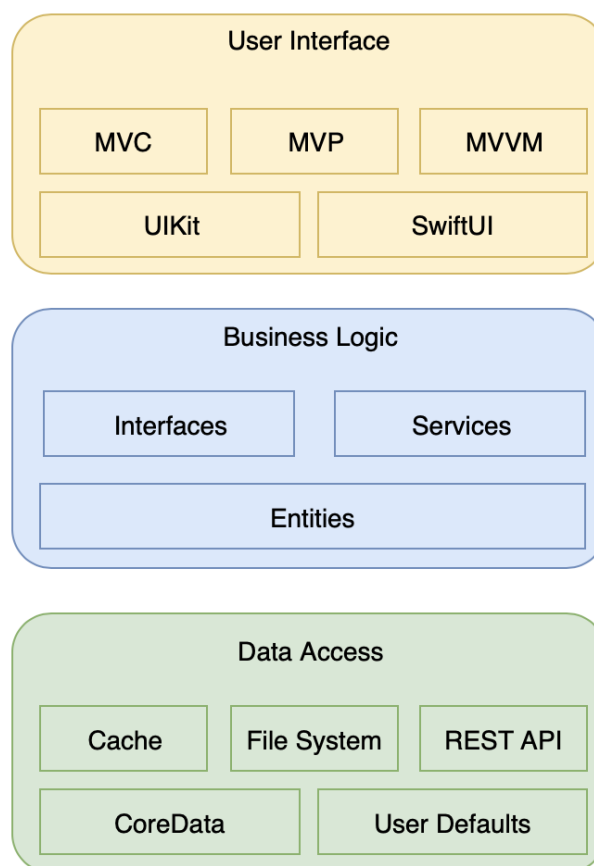 User Interface
MVC MVP MVVM
UIKit SwiftUI
Business Logic
Interfaces Services
Entities
Data Access
Cache File System REST API
CoreData User Defaults